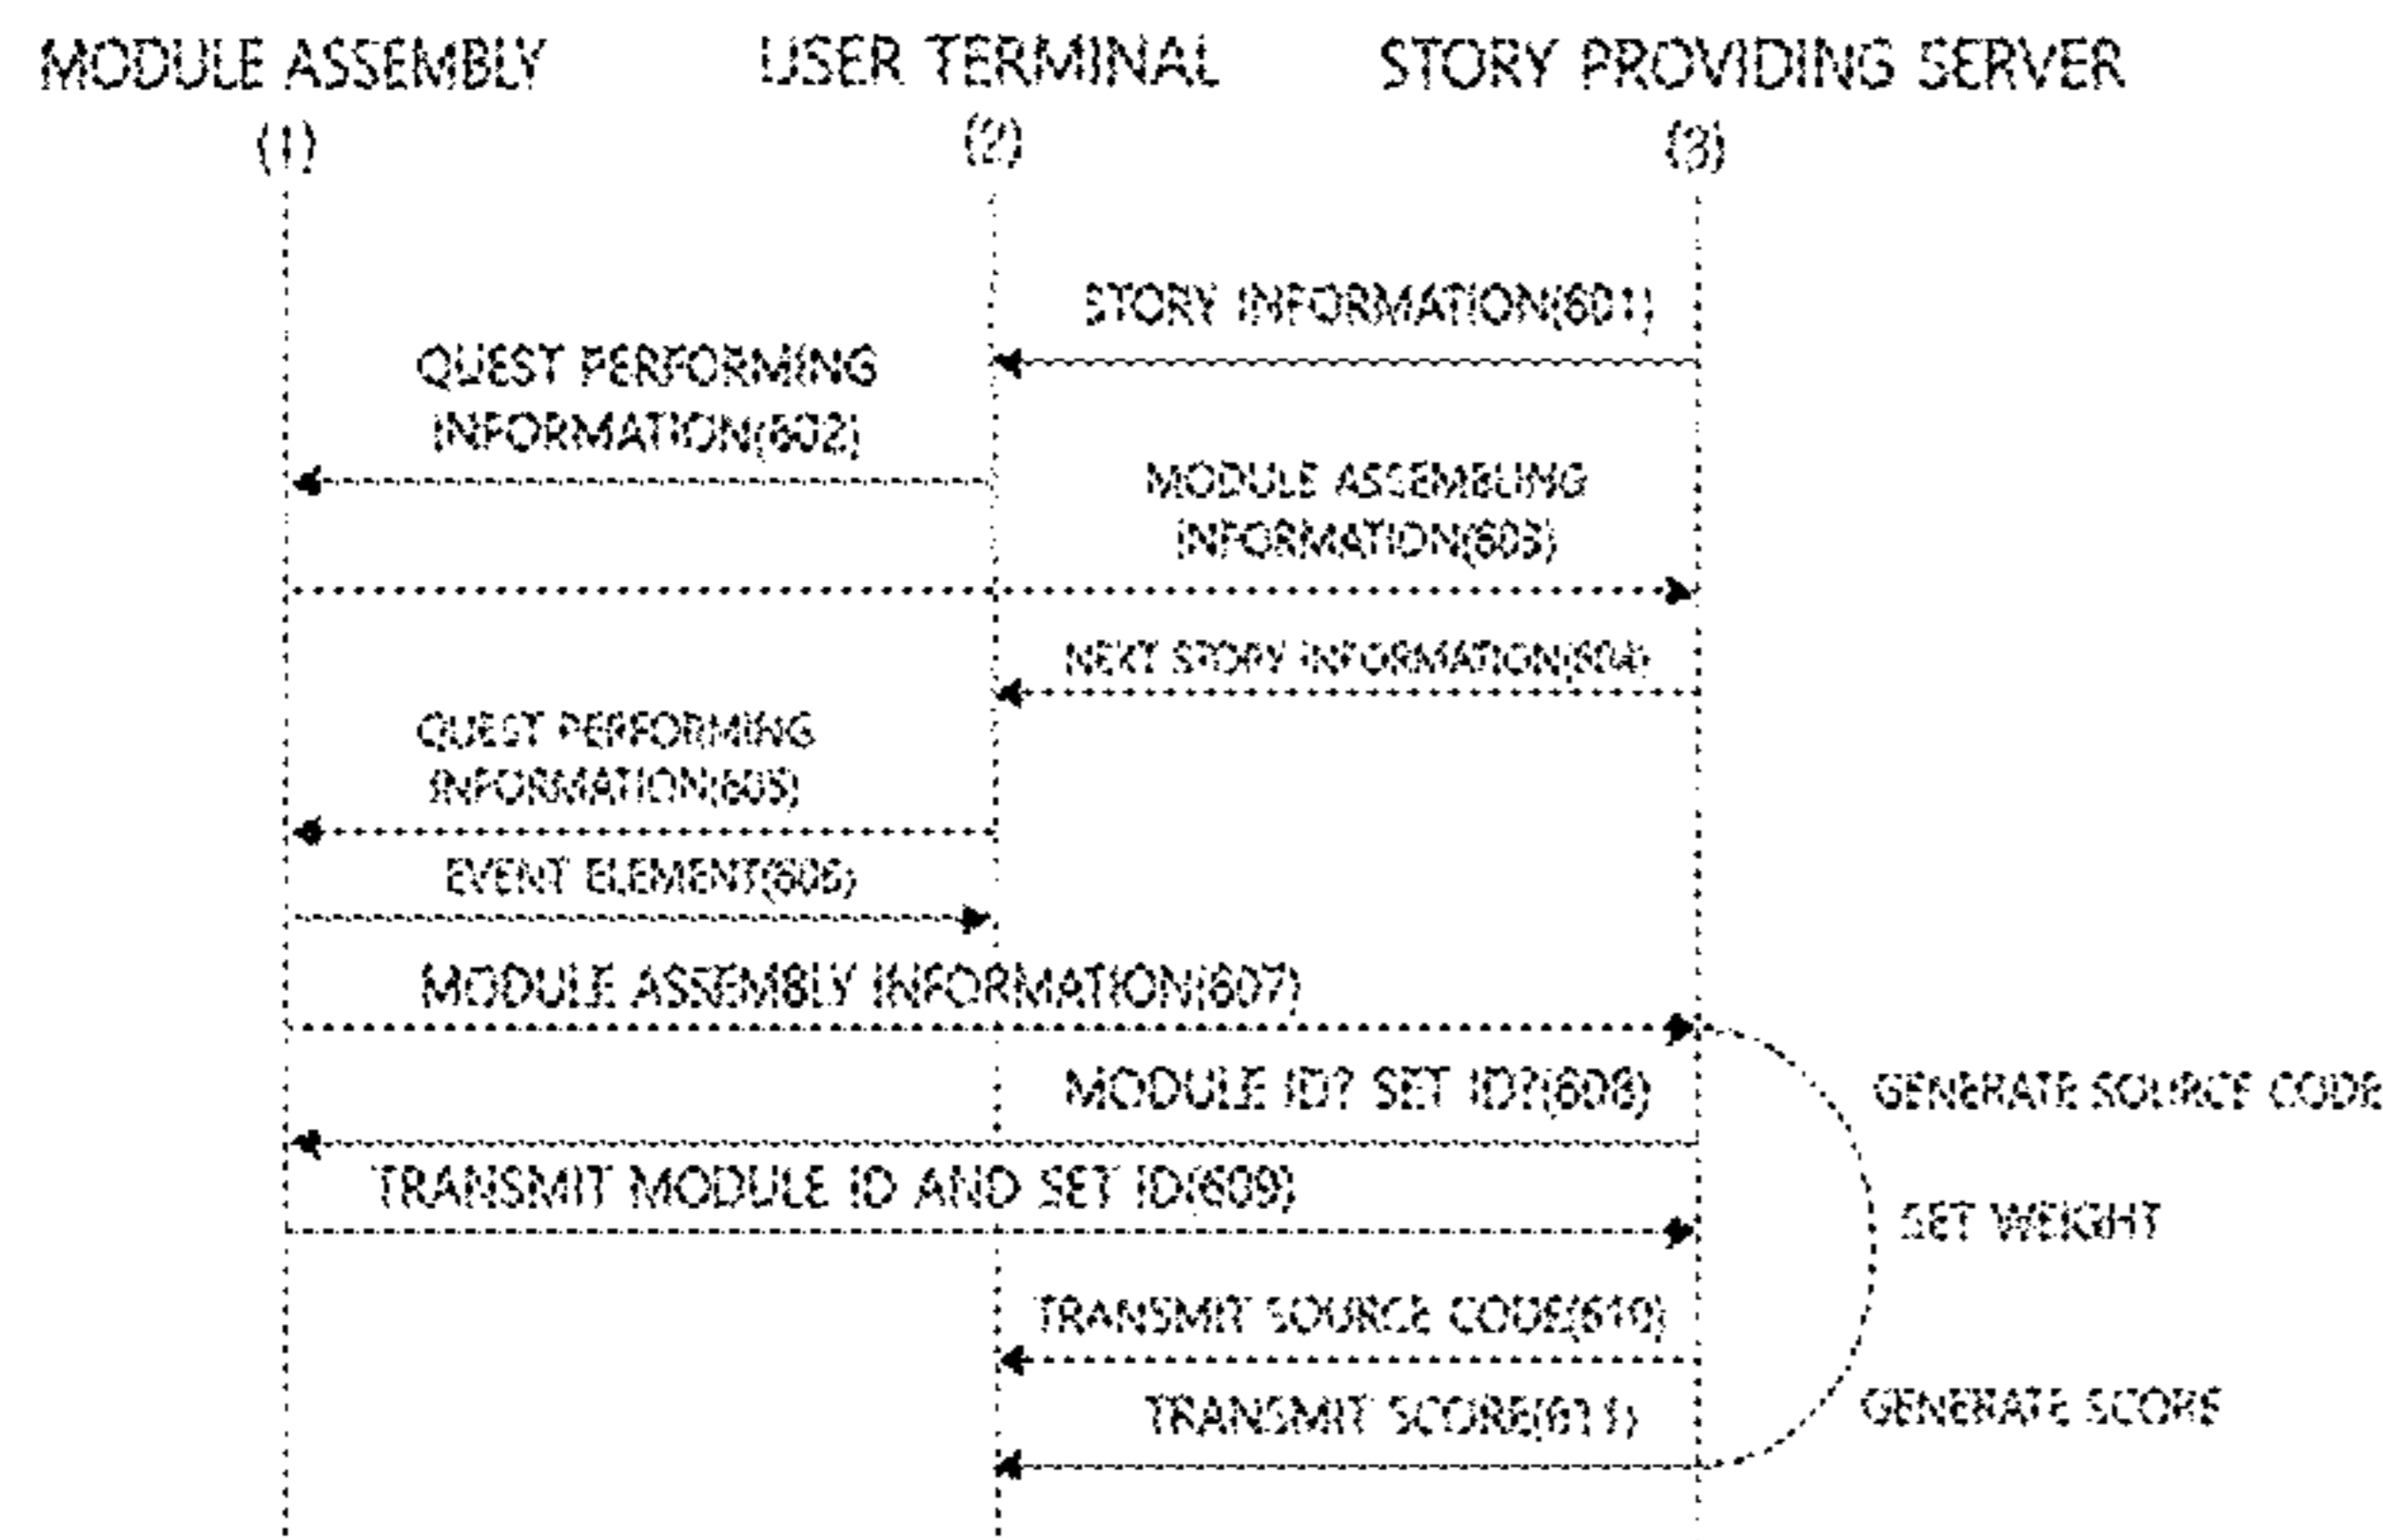 MODULE ASSEMBLY
(1)
USER TERMINAL
(2)
STORY PROVIDING SERVER
(3)
STORY INFORMATION(601)
QUEST PERFORMING
INFORMATION(602)
MODULE ASSEMBLING
INFORMATION(603)
NEXT STORY INFORMATION(604)
QUEST PERFORMING
INFORMATION(605)
EVENT ELEMENT(606)
MODULE ASSEMBLY INFORMATION(607)
MODULE ID? SET ID?(608)
GENERATE SOURCE CODE
TRANSMIT MODULE ID AND SET ID(609)
SET WEIGHT
TRANSMIT SOURCE CODE(610)
TRANSMIT SCORE(611)
GENERATE SCORE